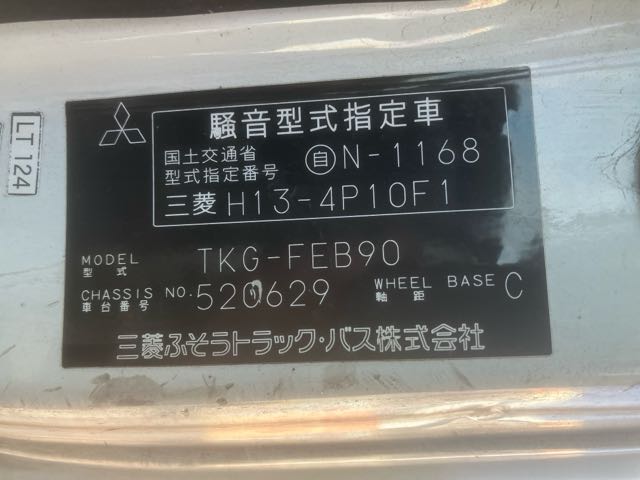 騒音型式指定車
国土交通省
型式指定番号
自N-1168
三菱 H13-4P10F1
MODEL
型式
TKG-FEB90
CHASSIS NO.
車台番号
520629
WHEEL BASE
軸距
C
三菱ふそうトラック・バス株式会社
LT124